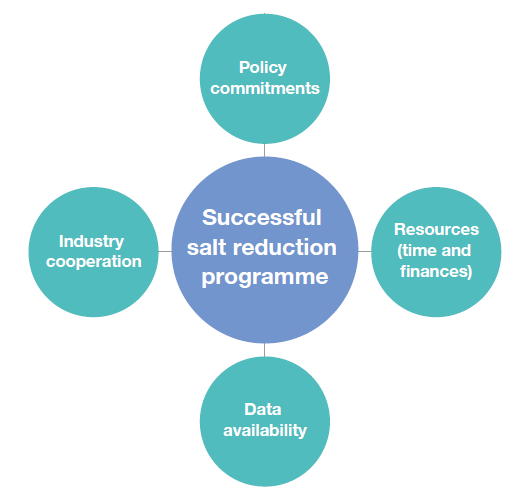 Policy
commitments
Successful
salt reduction
programme
Industry
cooperation
Resources
(time and
finances)
Data
availability